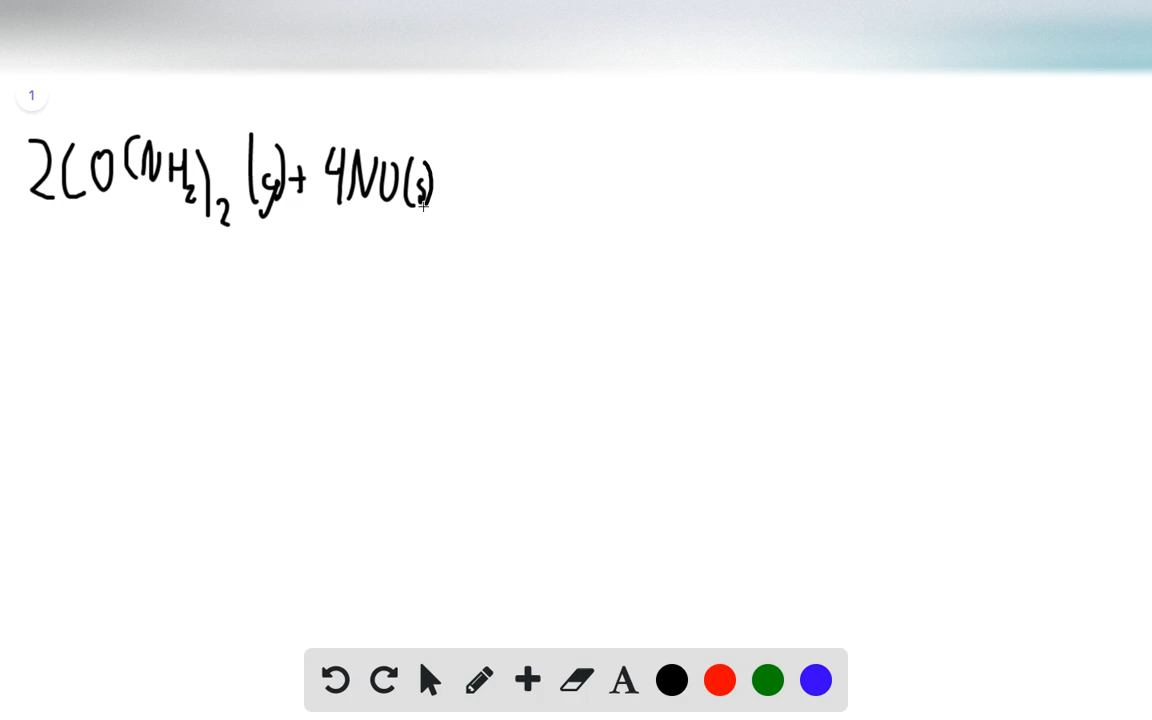 1
2CO(NH₂)₂ (g) + 4NO(s)
A